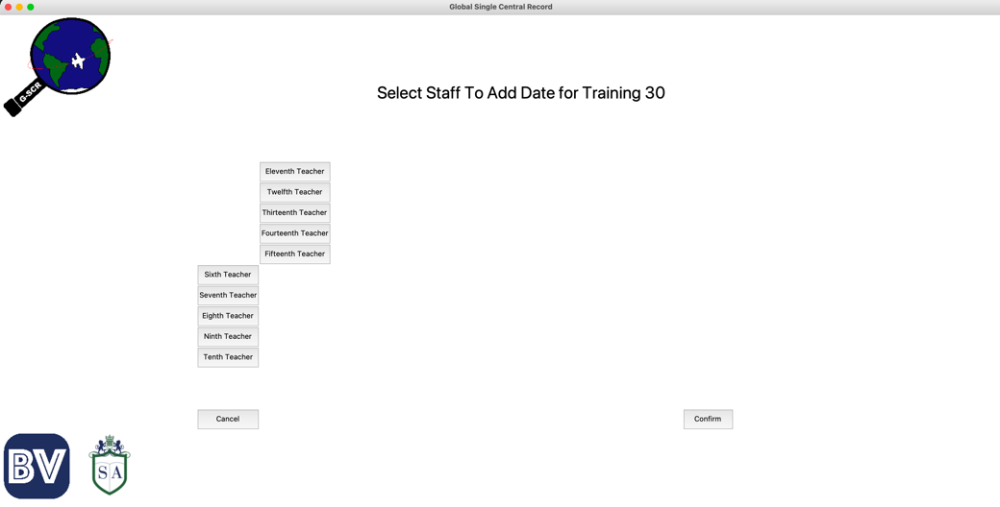 Global Single Central Record
G-SCR
Select Staff To Add Date for Training 30
Eleventh Teacher
Twelfth Teacher
Thirteenth Teacher
Fourteenth Teacher
Fifteenth Teacher
Sixth Teacher
Seventh Teacher
Eighth Teacher
Ninth Teacher
Tenth Teacher
Cancel
Confirm
BV
SA